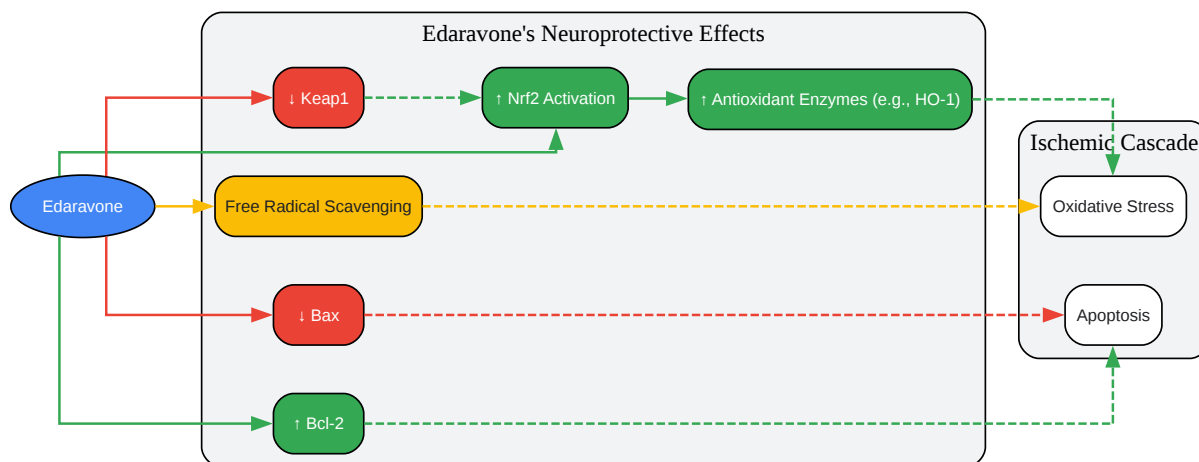 Edaravone's Neuroprotective Effects
↓ Keap1
↑ Nrf2 Activation
↑ Antioxidant Enzymes (e.g., HO-1)
Ischemic Cascade
Edaravone
Free Radical Scavenging
Oxidative Stress
↓ Bax
Apoptosis
↑ Bcl-2